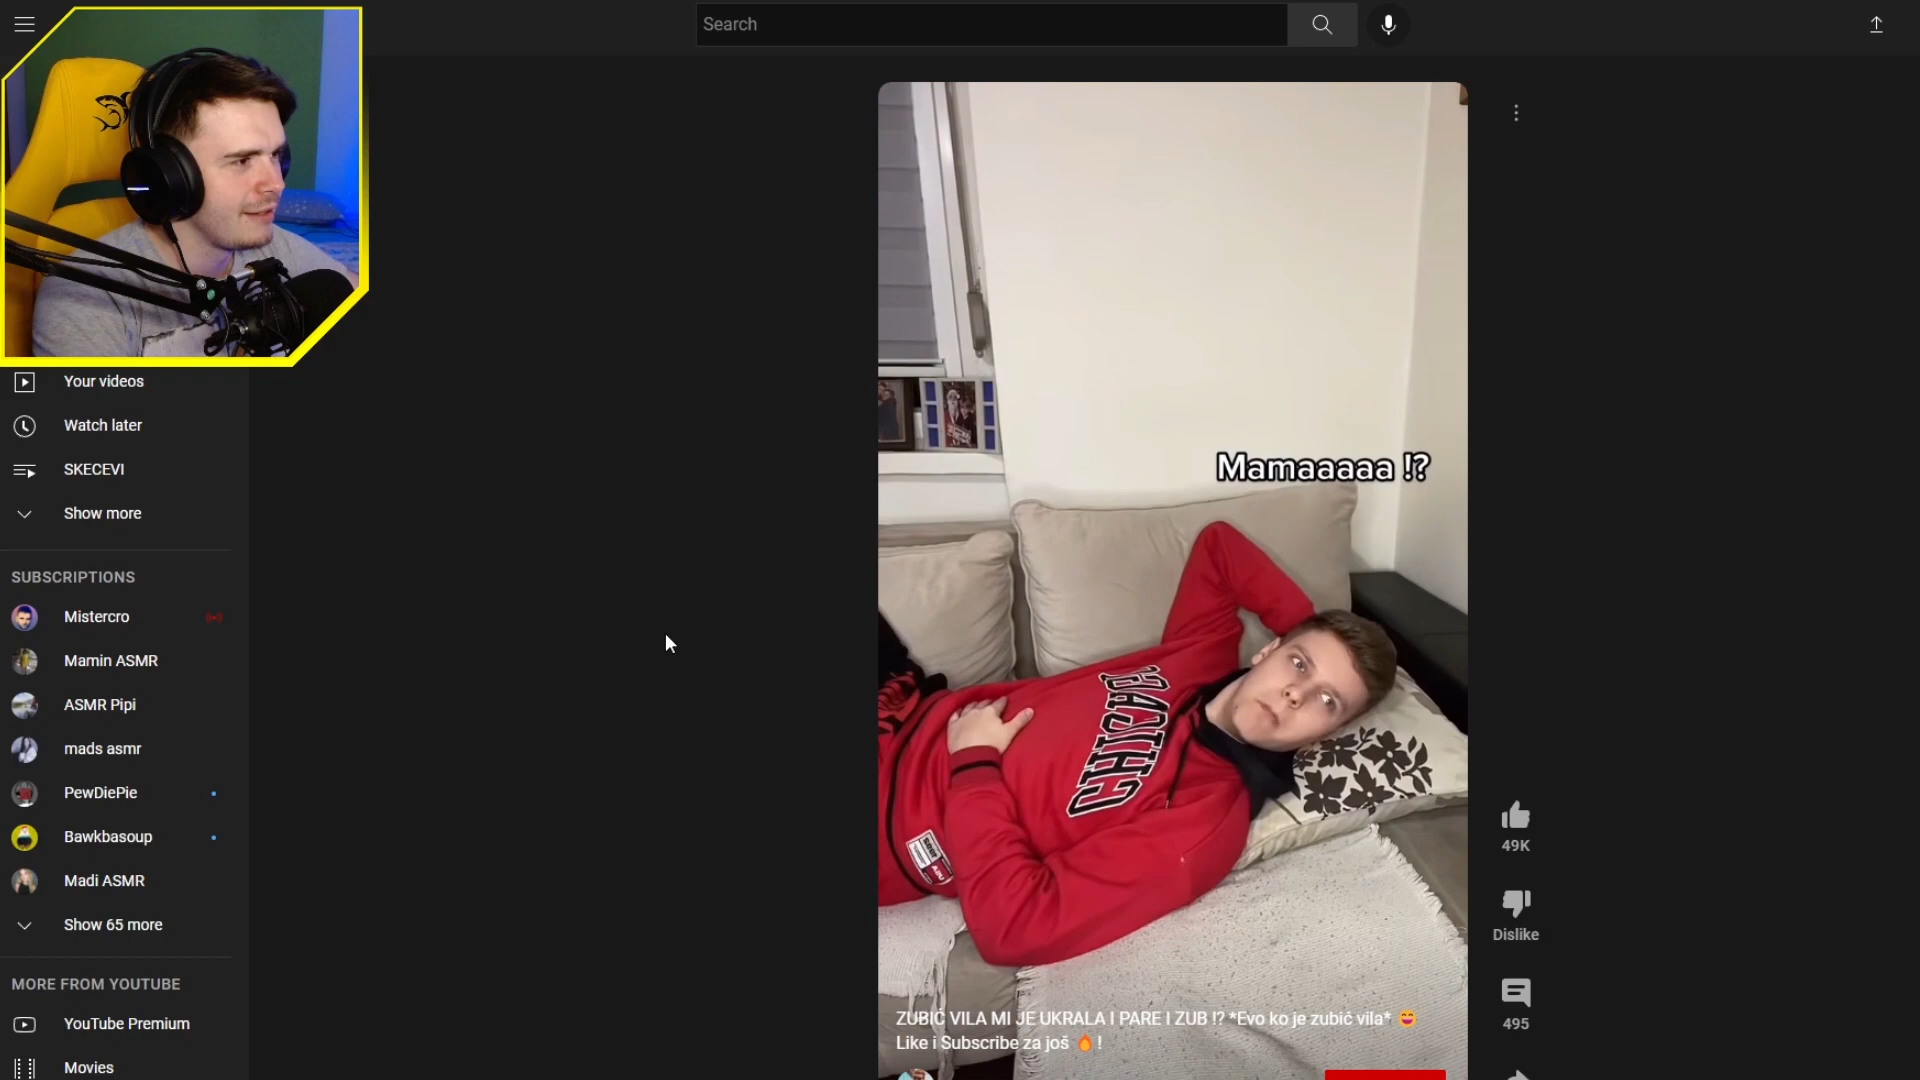 Search
Your videos
Watch later
SKECEVI
Show more
SUBSCRIPTIONS
Mistercro
Mamin ASMR
ASMR Pipi
mads asmr
PewDiePie
Bawkbasoup
Madi ASMR
Show 65 more
MORE FROM YOUTUBE
YouTube Premium
Movies
Mamaaaaa !?
CHICAGO
ZUBIĆ VILA MI JE UKRALA I PARE I ZUB !? *Evo ko je zubić vila* 😄
Like i Subscribe za još 🔥 !
49K
Dislike
495